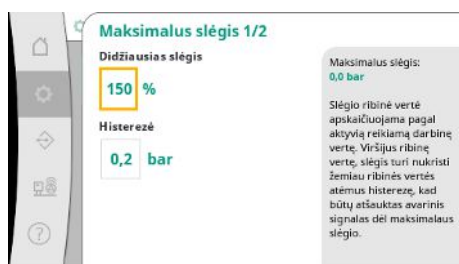 Maksimalus slėgis 1/2
Didžiausias slėgis
150 %
Histerezė
0,2 bar
Maksimalus slėgis:
0,0 bar
Slėgio ribinė vertė
apskaičiuojama pagal
aktyvią reikiamą darbinę
vertę. Viršijus ribinę
vertę, slėgis turi nukristi
žemiau ribinės vertės
atėmus histerezę, kad
būtų atšauktas avarinis
signalas dėl maksimalaus
slėgio.
?